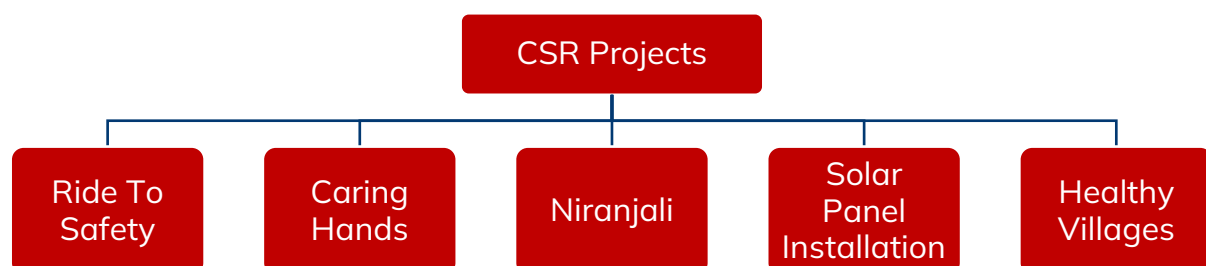 CSR Projects
Ride To
Safety
Caring
Hands
Niranjali
Solar
Panel
Installation
Healthy
Villages